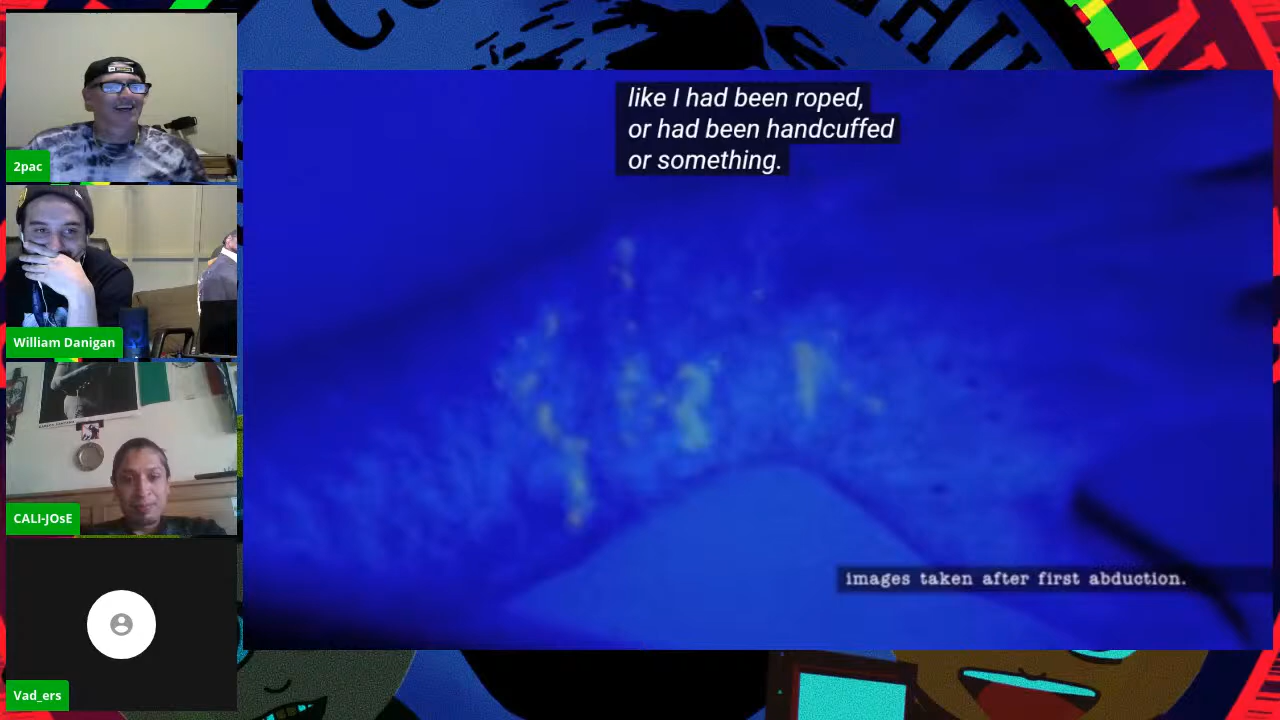 2pac
William Danigan
CALI-JOsE
Vad_ers
like I had been roped,
or had been handcuffed
or something.
images taken after first abduction.